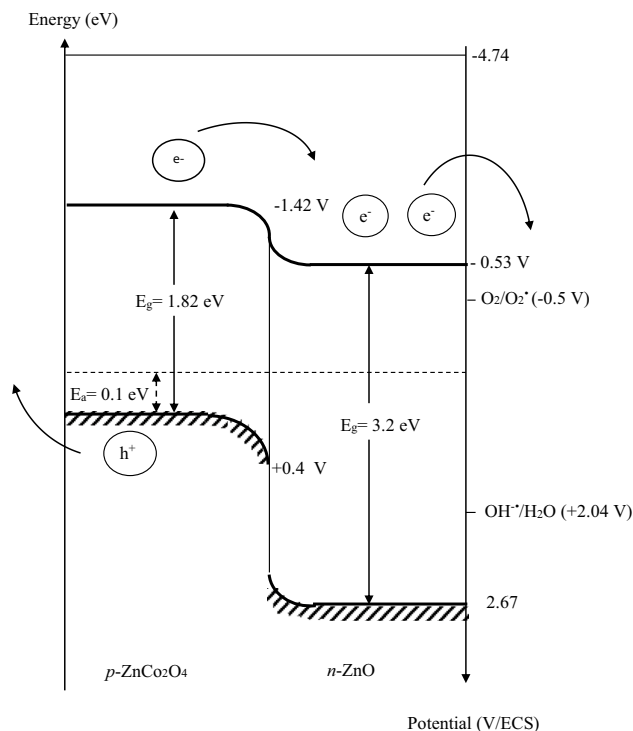 Energy (eV)
-4.74
e-
-1.42 V
e-
e-
- 0.53 V
Eg= 1.82 eV
O2/O2•(-0.5 V)
Ea= 0.1 eV
Eg= 3.2 eV
h+
+0.4 V
OH-•/H2O (+2.04 V)
2.67
p-ZnCo2O4
n-ZnO
Potential (V/ECS)